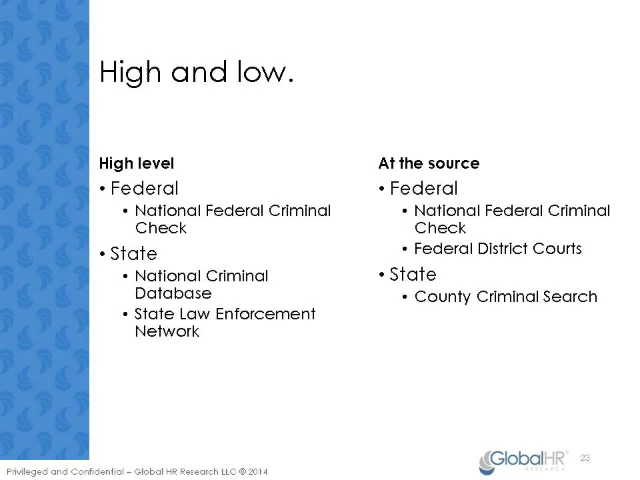 High and low.
High level
• Federal
• National Federal Criminal
Check
• State
• National Criminal
Database
• State Law Enforcement
Network
At the source
• Federal
• National Federal Criminal
Check
• Federal District Courts
• State
• County Criminal Search
Privileged and Confidential – Global HR Research LLC © 2014
GlobalHR®
RESEARCH
23